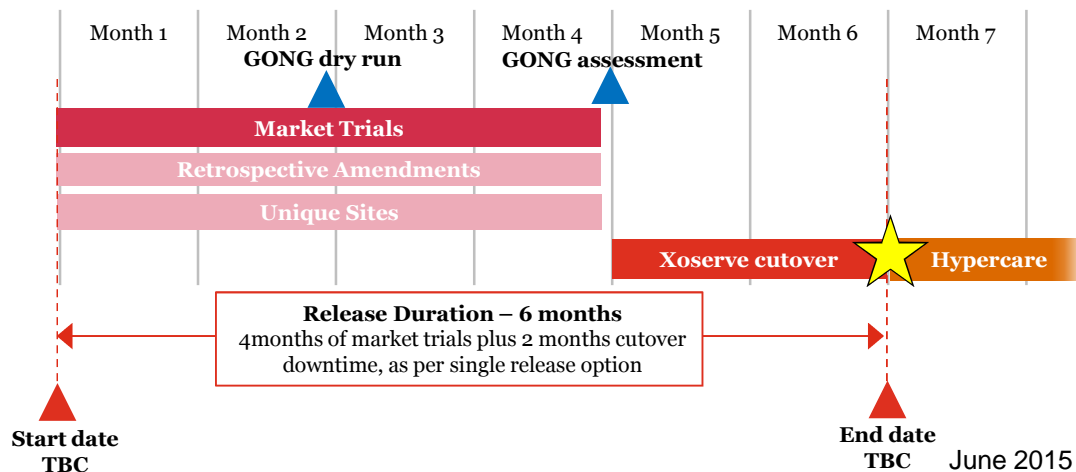 Month 1
Month 2
Month 3
Month 4
Month 5
Month 6
Month 7
GONG dry run
GONG assessment
Market Trials
Retrospective Amendments
Unique Sites
Xoserve cutover
Hypercare
Release Duration – 6 months
4months of market trials plus 2 months cutover
downtime, as per single release option
Start date
TBC
End date
TBC
June 2015